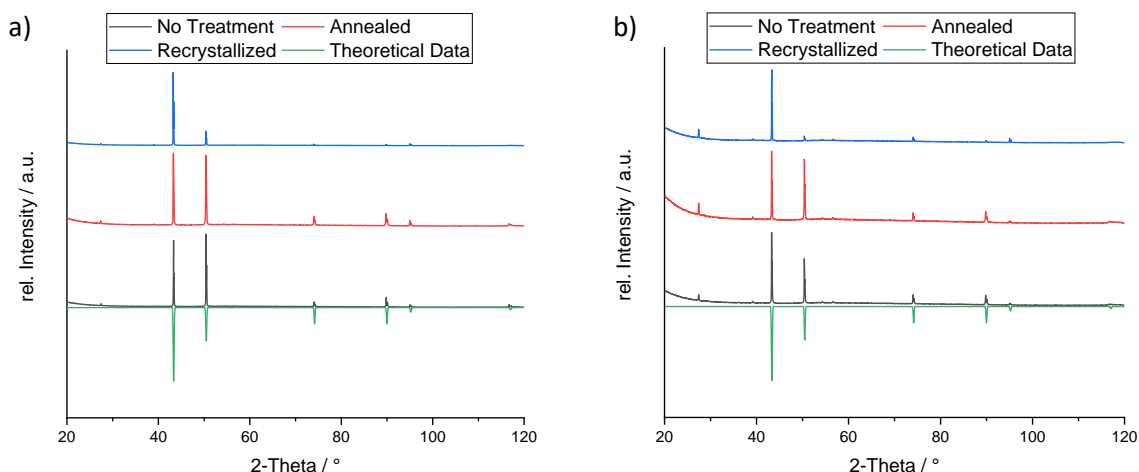 a)
No Treatment Annealed
Recrystallized Theoretical Data
rel. Intensity / a.u.
20 40 60 80 100 120
2-Theta / °
b)
No Treatment Annealed
Recrystallized Theoretical Data
rel. Intensity / a.u.
20 40 60 80 100 120
2-Theta / °